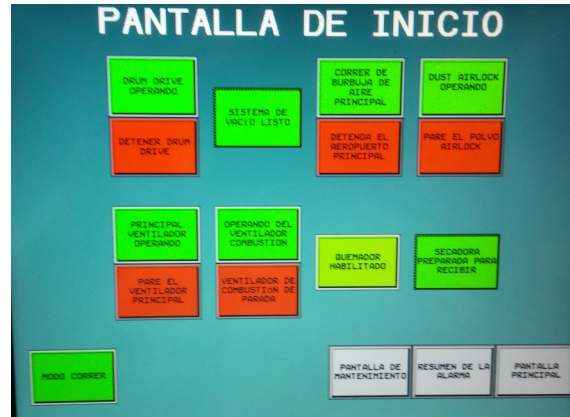 PANTALLA DE INICIO
DRUM DRIVE
OPERANDO
DETENER DRUM
DRIVE
SISTEMA DE
VACíO LISTO
CORRER DE
BURBUJA DE
AIRE
PRINCIPAL
DETENGA EL
AEROPUERTO
PRINCIPAL
DUST AIRLOCK
OPERANDO
PARE EL POLVO
AIRLOCK
PRINCIPAL
VENTILADOR
OPERANDO
PARE EL
VENTILADOR
PRINCIPAL
OPERANDO DEL
VENTILADOR
COMBUSTION
VENTILADOR DE
COMBUSTIóN DE
PARADA
QUEMADOR
HABILITADO
SECADORA
PREPARADA PARA
RECIBIR
MODO CORRER
PANTALLA DE
MANTENIMIENTO
RESUMEN DE LA
ALARMA
PANTALLA
PRINCIPAL